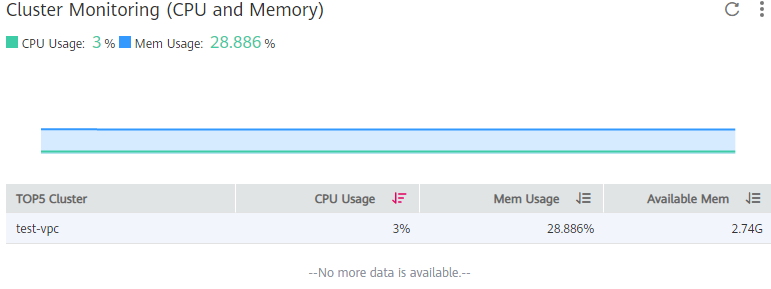 Cluster Monitoring (CPU and Memory)
CPU Usage: 3 % Mem Usage: 28.886 %
TOP5 Cluster CPU Usage Mem Usage Available Mem
test-vpc 3% 28.886% 2.74G
--No more data is available.--